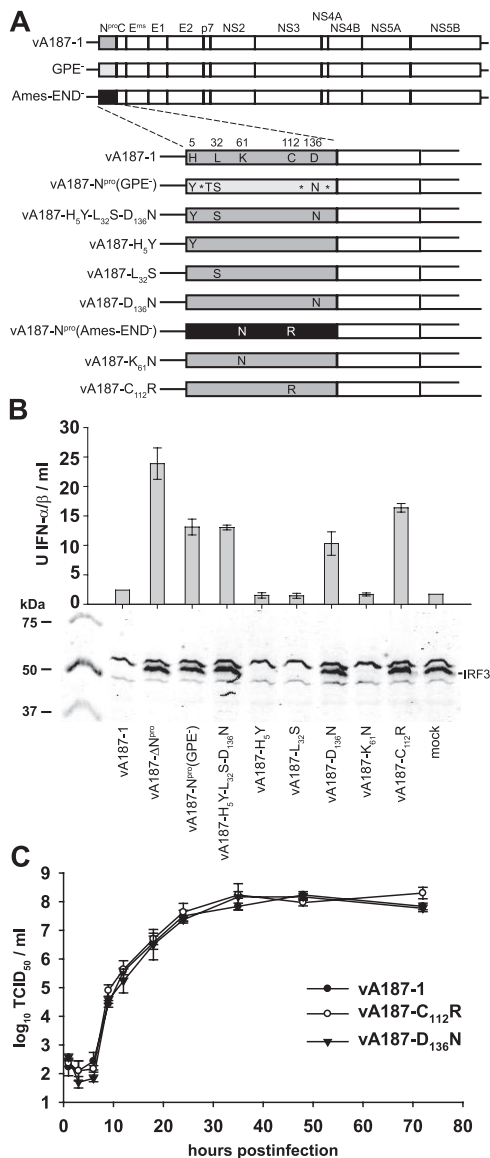 A
NS4A
NᵖʳᵒC Eʳⁿˢ E1 E2 p7 NS2 NS3 NS4B NS5A NS5B
vA187-1
GPE⁻
Ames-END⁻
5 32 61 112 136
vA187-1 H L K C D
vA187-Nᵖʳᵒ(GPE⁻) Y *TS * N *
vA187-H₅Y-L₃₂S-D₁₃₆N Y S N
vA187-H₅Y Y
vA187-L₃₂S S
vA187-D₁₃₆N N
vA187-Nᵖʳᵒ(Ames-END⁻) N R
vA187-K₆₁N N
vA187-C₁₁₂R R
B
U IFN-α/β / ml
30
25
20
15
10
5
0
kDa
75
50
37
IRF3
vA187-1
vA187-ΔNᵖʳᵒ
vA187-Nᵖʳᵒ(GPE⁻)
vA187-H₅Y-L₃₂S-D₁₃₆N
vA187-H₅Y
vA187-L₃₂S
vA187-D₁₃₆N
vA187-K₆₁N
vA187-C₁₁₂R
mock
C
log₁₀ TCID₅₀ / ml
9
8
7
6
5
4
3
2
1
vA187-1
vA187-C₁₁₂R
vA187-D₁₃₆N
0 10 20 30 40 50 60 70 80
hours postinfection